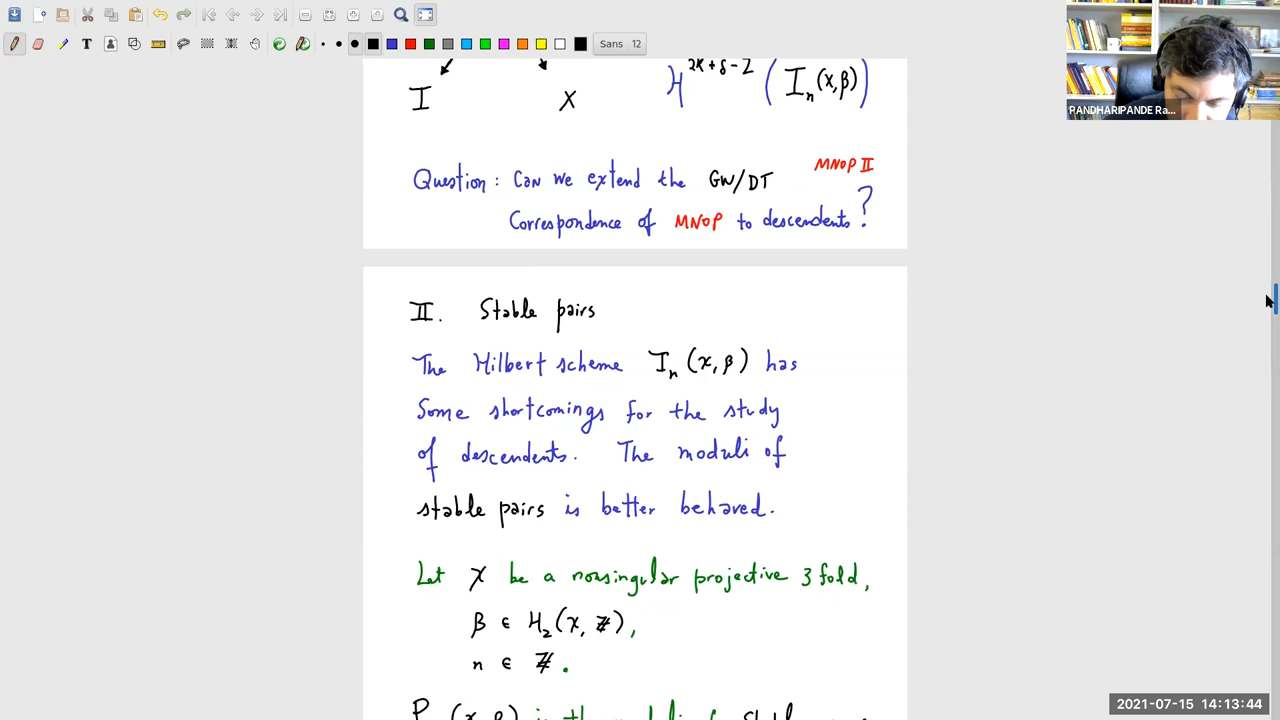 Sans 12
PANDHARIPANDE Ra...
2k + δ - 2
I X H ( I_n (X, β) )
MNOP II
Question : Can we extend the GW/DT
Correspondence of MNOP to descendents ?
II. Stable pairs
The Hilbert scheme I_n (X, β) has
Some shortcomings for the study
of descendents. The moduli of
stable pairs is better behaved.
Let X be a nonsingular projective 3 fold,
β ∈ H_2 (X, ℤ),
n ∈ ℤ.
2021-07-15 14:13:44